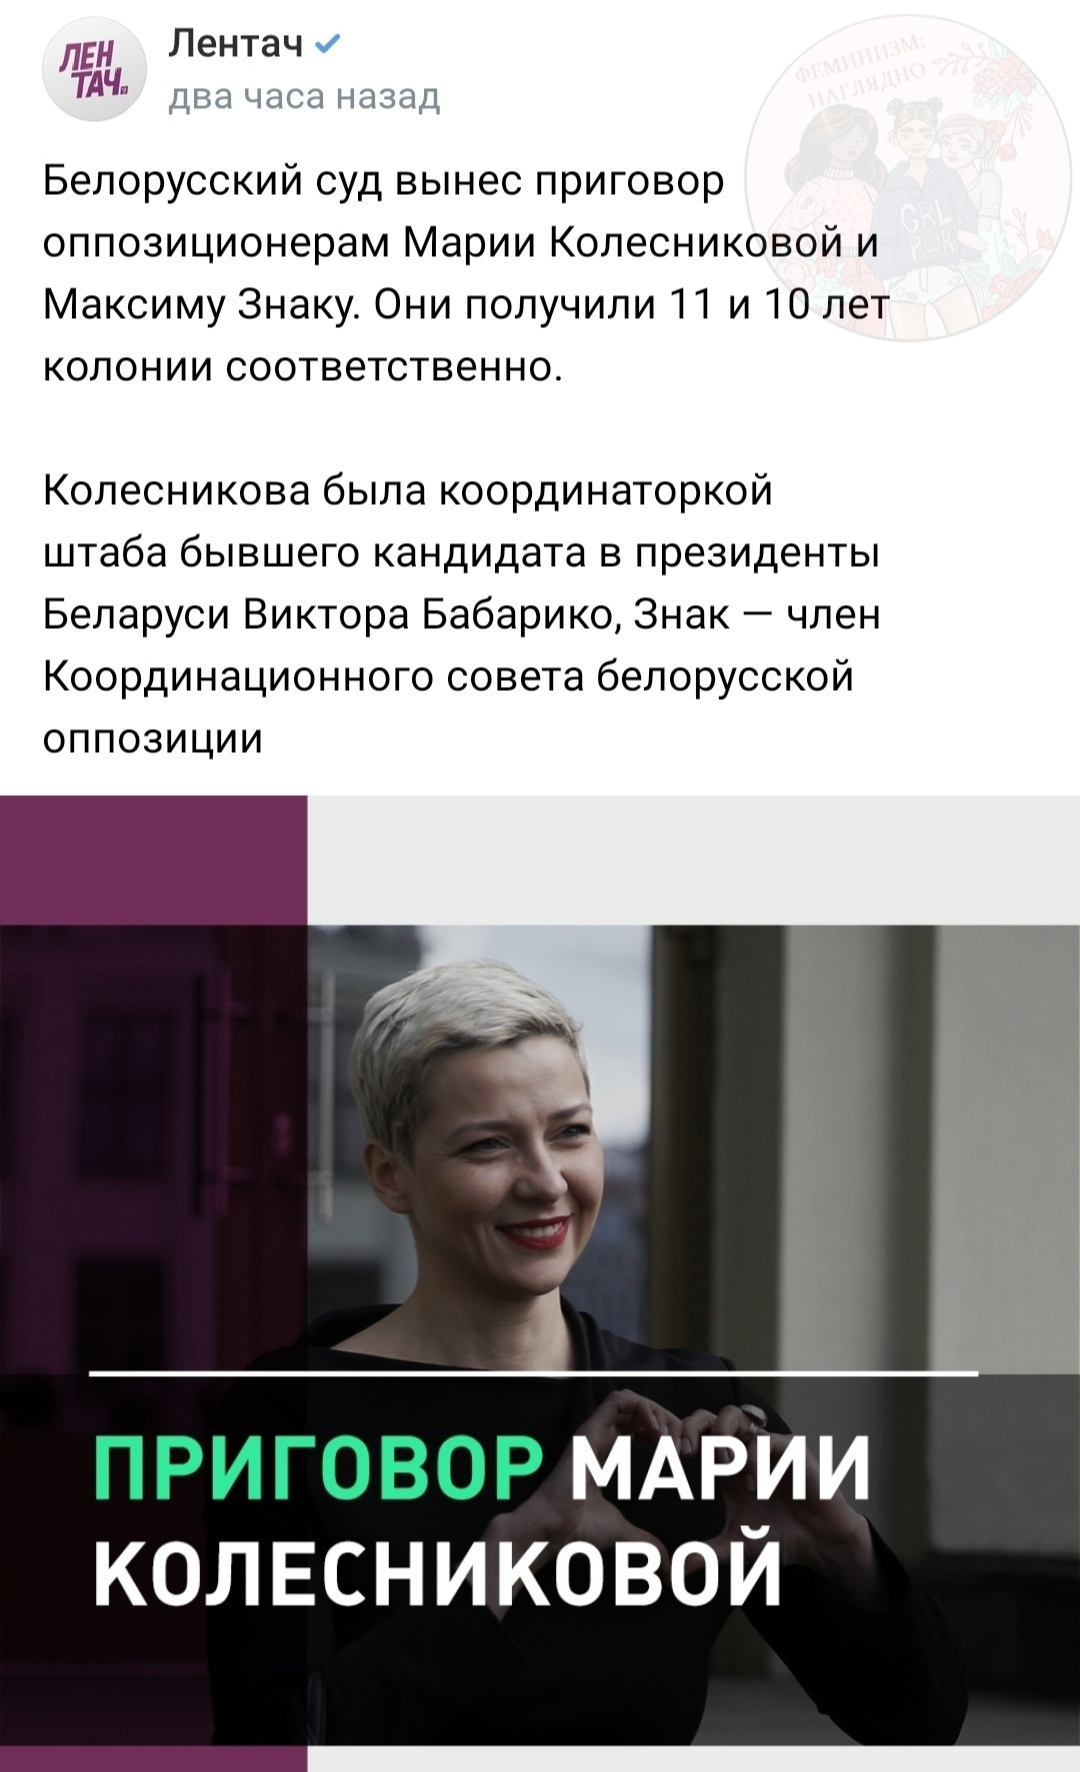 ЛЕН
ТАЧ.
Лентач
два часа назад
ФЕМИНИЗМ:
НАГЛЯДНО
GRL
PWR
Белорусский суд вынес приговор
оппозиционерам Марии Колесниковой и
Максиму Знаку. Они получили 11 и 10 лет
колонии соответственно.
Колесникова была координаторкой
штаба бывшего кандидата в президенты
Беларуси Виктора Бабарико, Знак — член
Координационного совета белорусской
оппозиции
ПРИГОВОР МАРИИ
КОЛЕСНИКОВОЙ